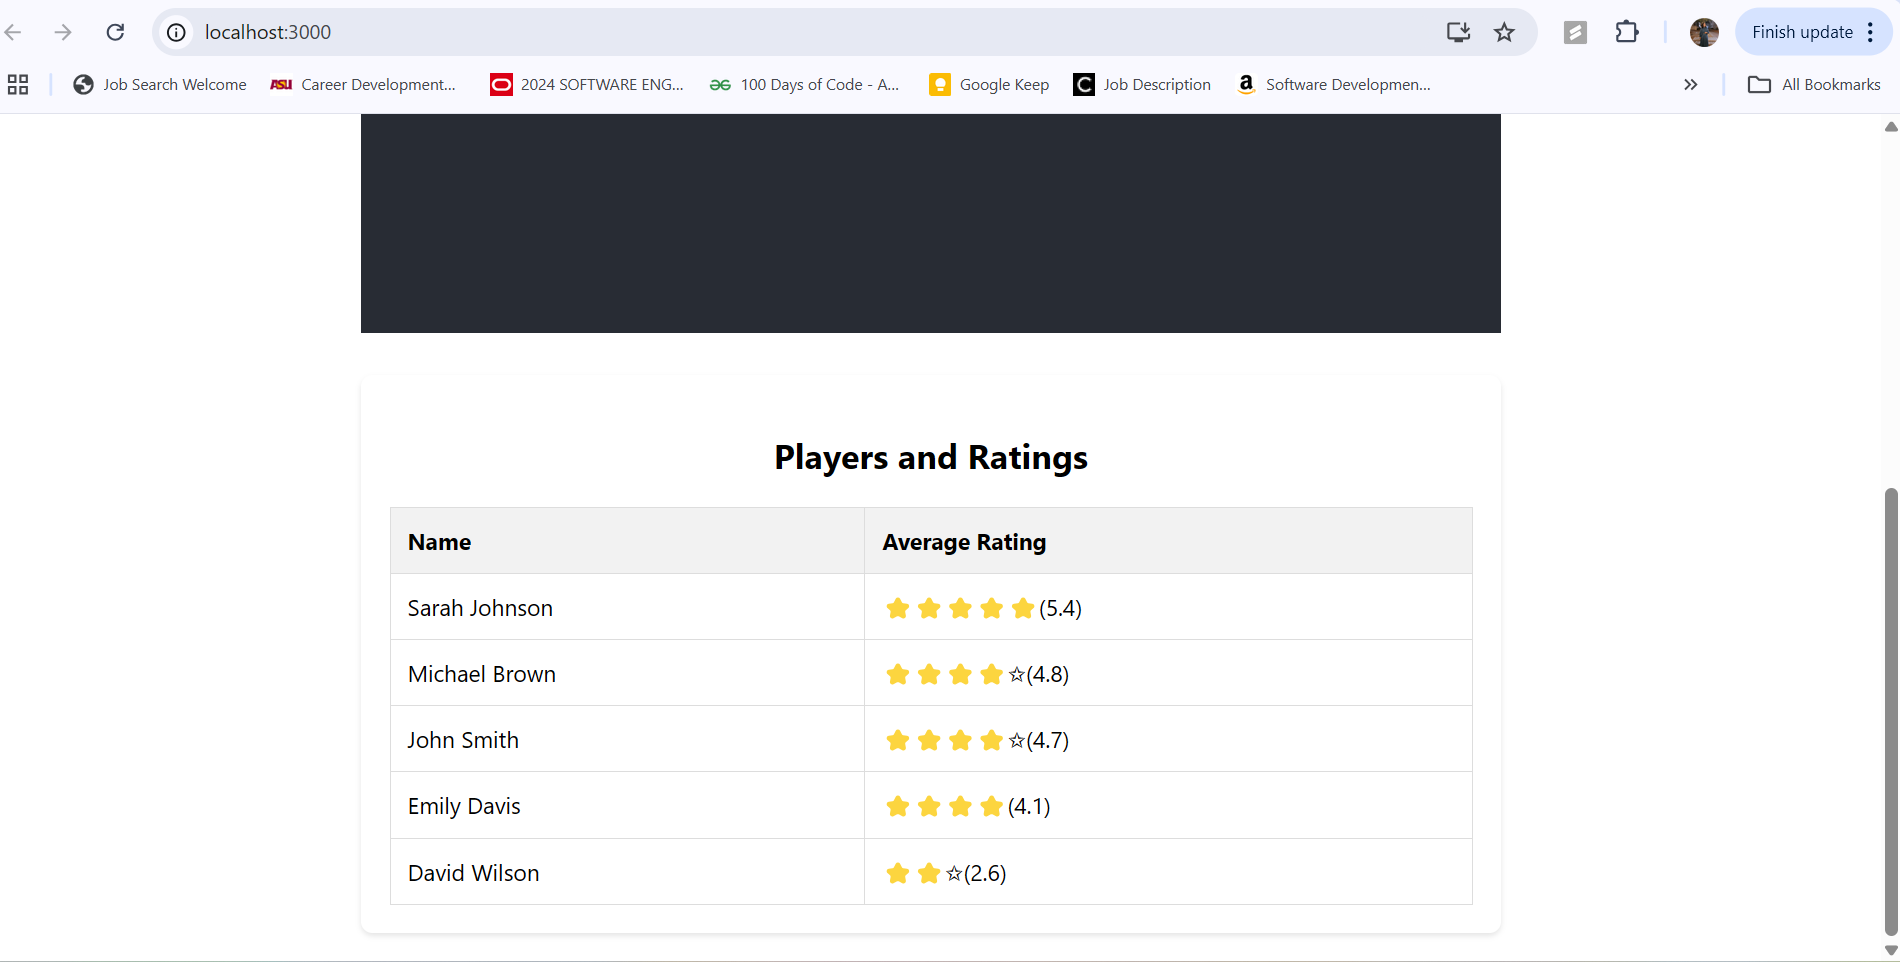 localhost:3000
Finish update
Job Search Welcome
ASU Career Development...
2024 SOFTWARE ENG...
100 Days of Code - A...
Google Keep
C Job Description
a Software Developmen...
All Bookmarks
Players and Ratings
Name Average Rating
Sarah Johnson ⭐⭐⭐⭐⭐(5.4)
Michael Brown ⭐⭐⭐⭐☆(4.8)
John Smith ⭐⭐⭐⭐☆(4.7)
Emily Davis ⭐⭐⭐⭐(4.1)
David Wilson ⭐⭐☆(2.6)